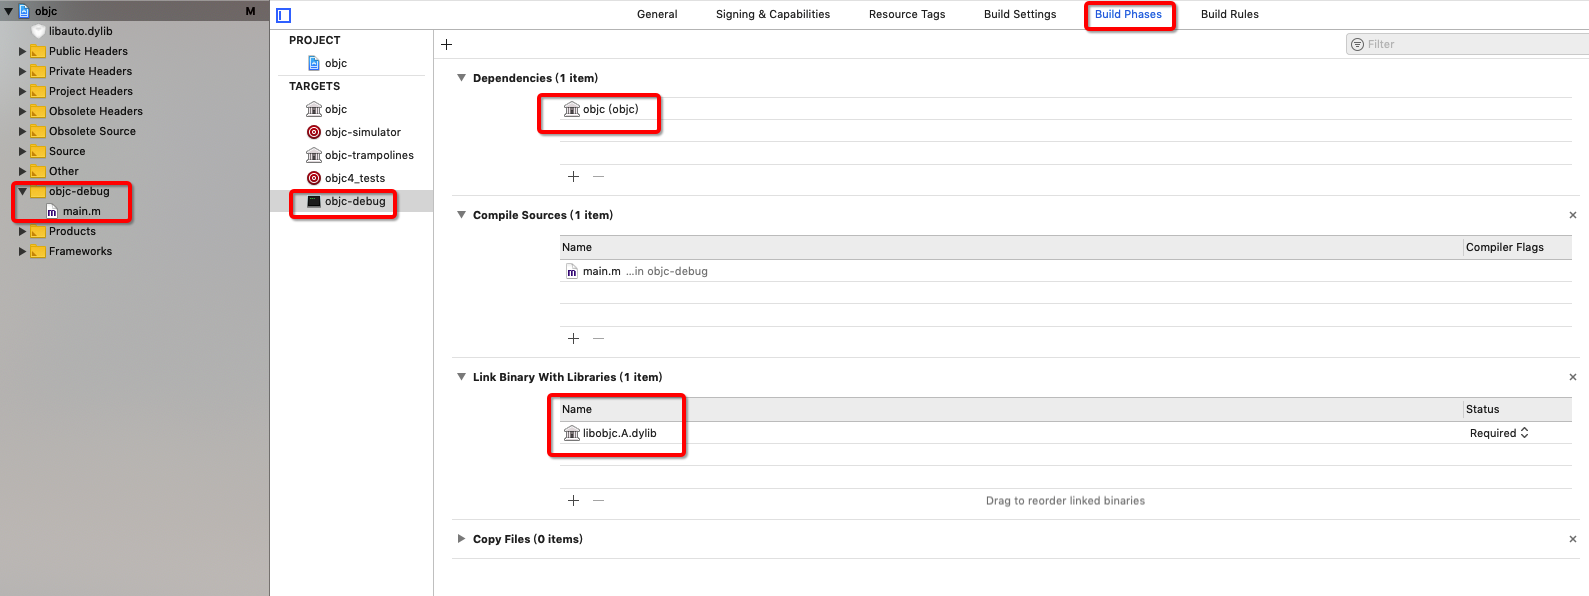 objc M
libauto.dylib
Public Headers
Private Headers
Project Headers
Obsolete Headers
Obsolete Source
Source
Other
objc-debug
main.m
Products
Frameworks
General Signing & Capabilities Resource Tags Build Settings Build Phases Build Rules
PROJECT
objc
TARGETS
objc
objc-simulator
objc-trampolines
objc4_tests
objc-debug
Filter
Dependencies (1 item)
objc (objc)
Compile Sources (1 item)
Name Compiler Flags
main.m ...in objc-debug
Link Binary With Libraries (1 item)
Name Status
libobjc.A.dylib Required
Drag to reorder linked binaries
Copy Files (0 items)